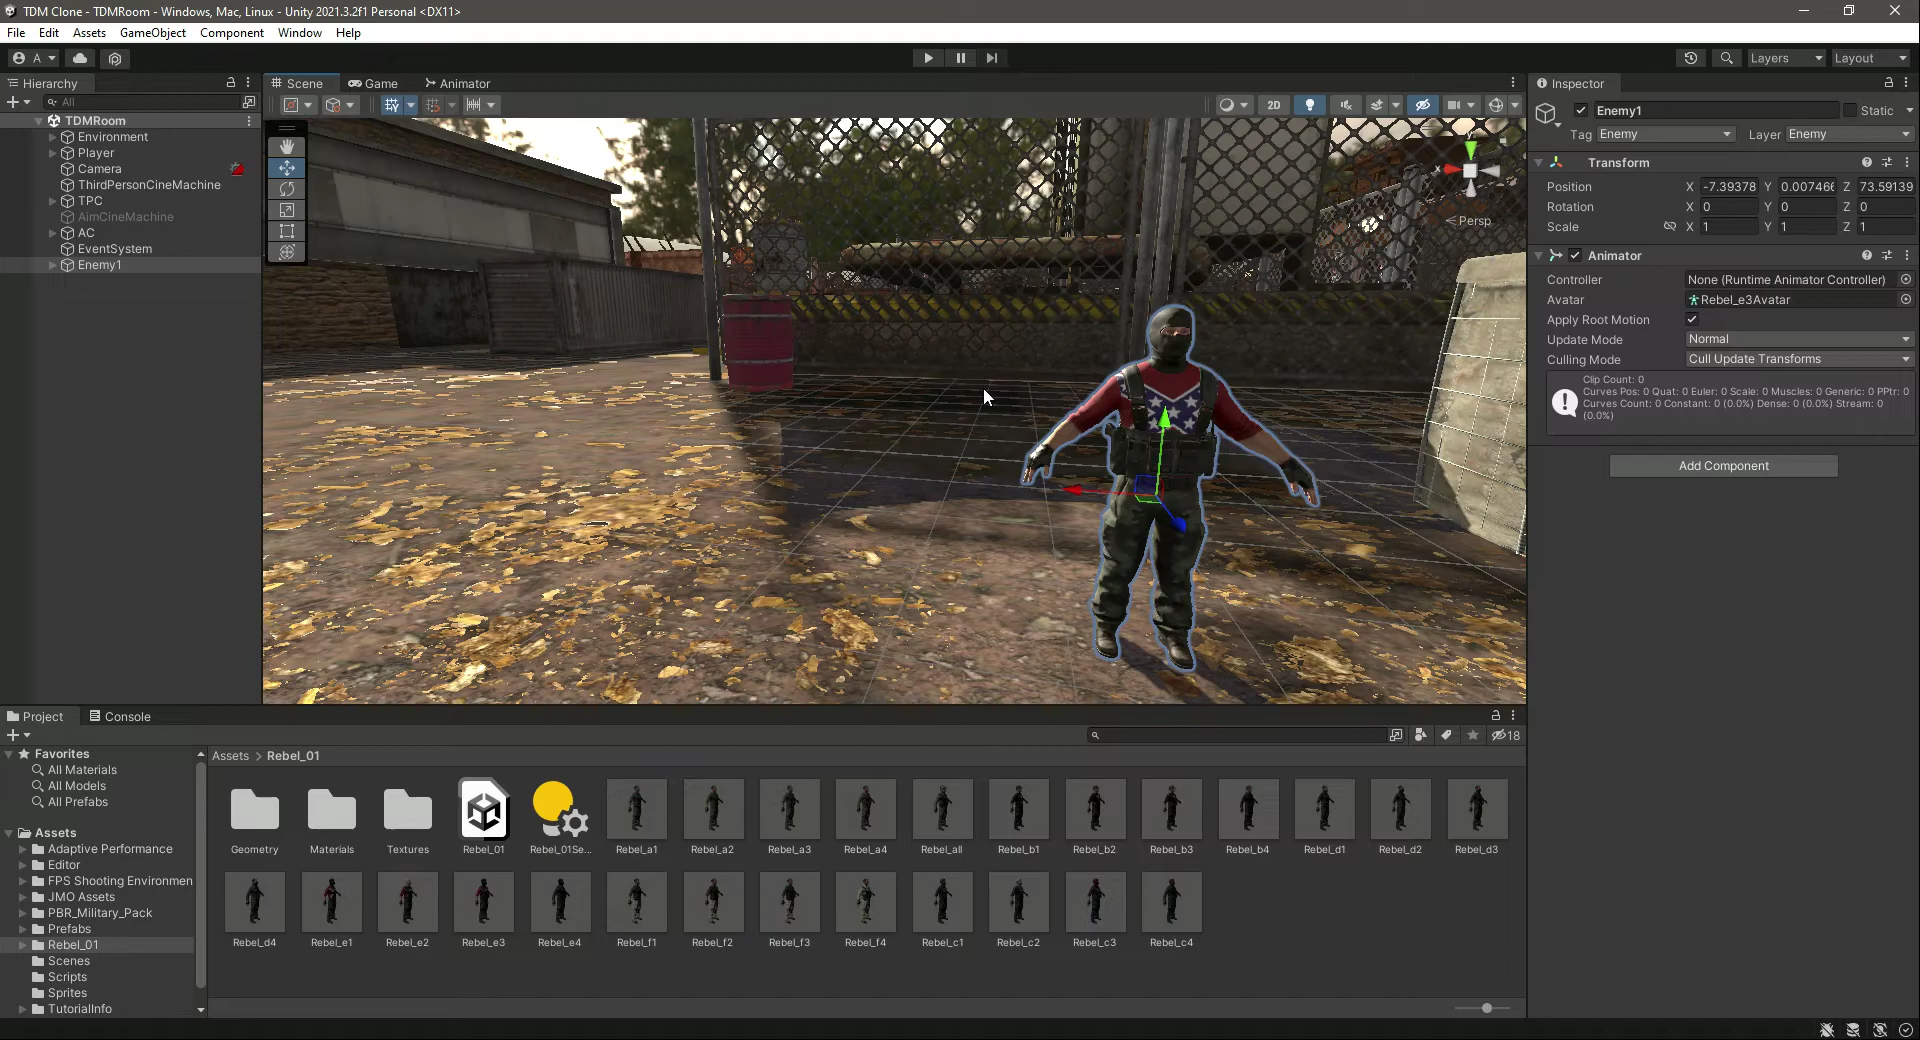 TDM Clone - TDMRoom - Windows, Mac, Linux - Unity 2021.3.2f1 Personal <DX11>
File Edit Assets GameObject Component Window Help
A Layers Layout
Hierarchy
All
TDMRoom
Environment
Player
Camera
ThirdPersonCineMachine
TPC
AimCineMachine
AC
EventSystem
Enemy1
Scene Game Animator
2D
x
< Persp
Inspector
Enemy1 Static
Tag Enemy Layer Enemy
Transform
Position X -7.39378 Y 0.007466 Z 73.59139
Rotation X 0 Y 0 Z 0
Scale X 1 Y 1 Z 1
Animator
Controller None (Runtime Animator Controller)
Avatar Rebel_e3Avatar
Apply Root Motion
Update Mode Normal
Culling Mode Cull Update Transforms
Clip Count: 0
Curves Pos: 0 Quat: 0 Euler: 0 Scale: 0 Muscles: 0 Generic: 0 PPtr: 0
Curves Count: 0 Constant: 0 (0.0%) Dense: 0 (0.0%) Stream: 0
(0.0%)
Add Component
Project Console
18
Favorites
All Materials
All Models
All Prefabs
Assets
Adaptive Performance
Editor
FPS Shooting Environmen
JMO Assets
PBR_Military_Pack
Prefabs
Rebel_01
Scenes
Scripts
Sprites
TutorialInfo
Assets > Rebel_01
Geometry Materials Textures Rebel_01 Rebel_01Se... Rebel_a1 Rebel_a2 Rebel_a3 Rebel_a4 Rebel_all Rebel_b1 Rebel_b2 Rebel_b3 Rebel_b4 Rebel_d1 Rebel_d2 Rebel_d3
Rebel_d4 Rebel_e1 Rebel_e2 Rebel_e3 Rebel_e4 Rebel_f1 Rebel_f2 Rebel_f3 Rebel_f4 Rebel_c1 Rebel_c2 Rebel_c3 Rebel_c4